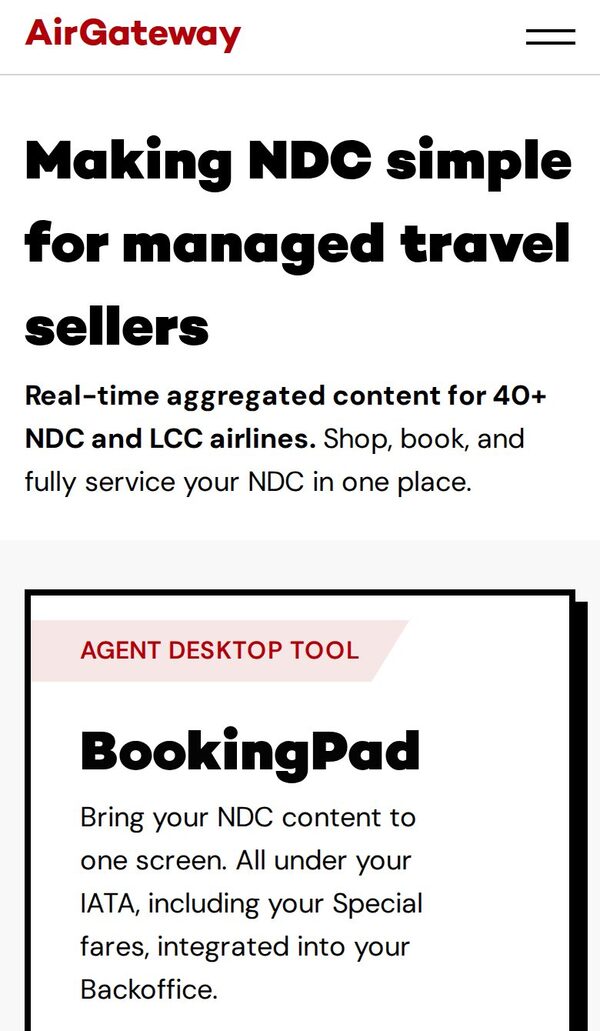 AirGateway
Making NDC simple
for managed travel
sellers
Real-time aggregated content for 40+
NDC and LCC airlines. Shop, book, and
fully service your NDC in one place.
AGENT DESKTOP TOOL
BookingPad
Bring your NDC content to
one screen. All under your
IATA, including your Special
fares, integrated into your
Backoffice.